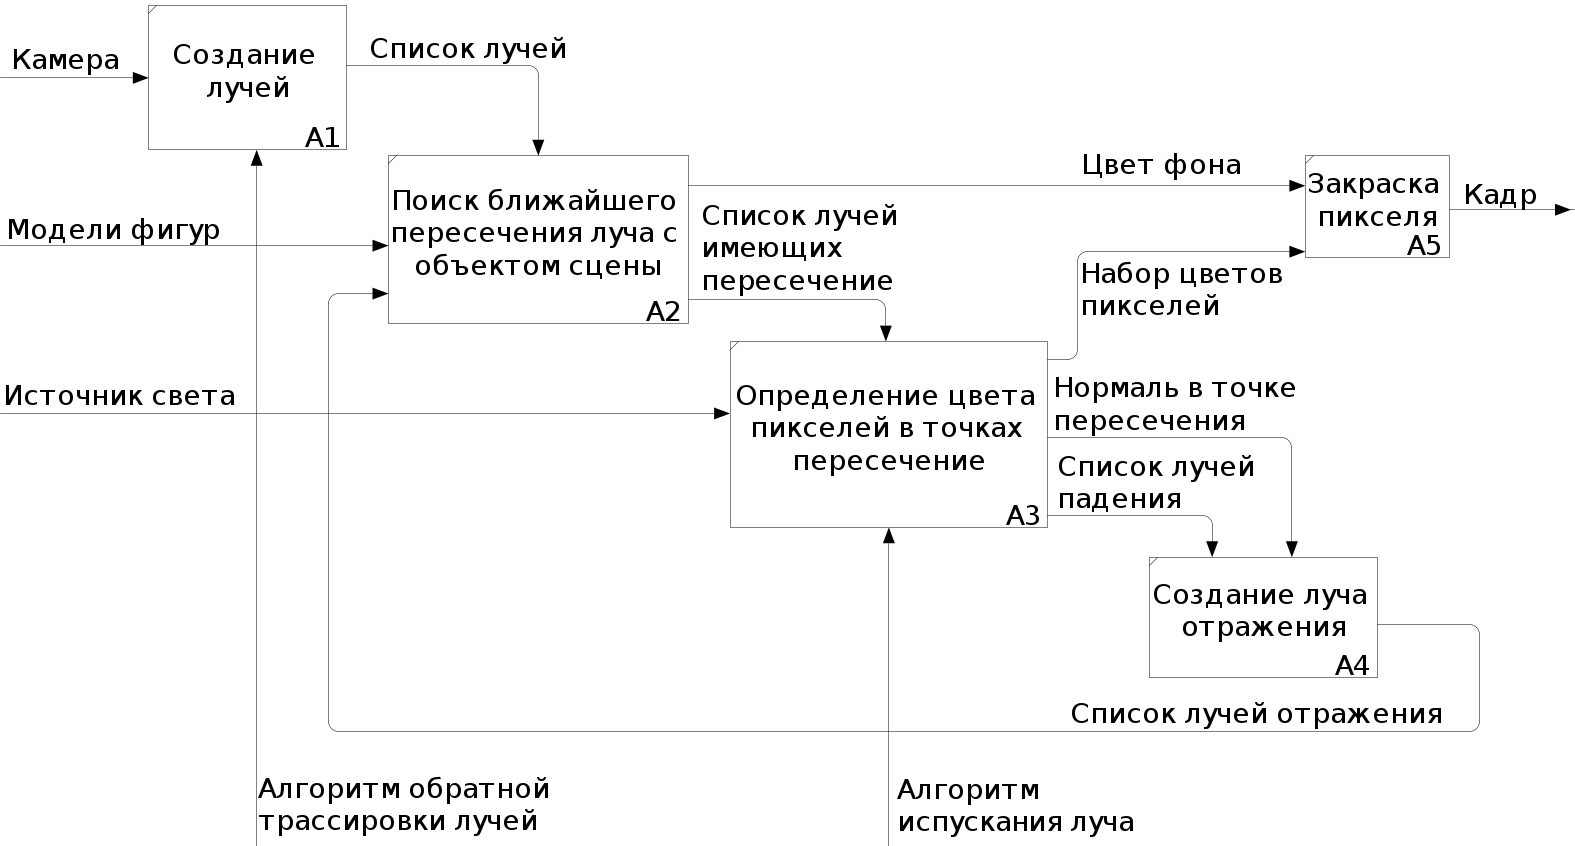 Камера
Создание
лучей
A1
Список лучей
Модели фигур
Поиск ближайшего
пересечения луча с
объектом сцены
A2
Цвет фона
Закраска
пикселя
A5
Кадр
Список лучей
имеющих
пересечение
Набор цветов
пикселей
Источник света
Определение цвета
пикселей в точках
пересечение
A3
Нормаль в точке
пересечения
Список лучей
падения
Создание луча
отражения
A4
Список лучей отражения
Алгоритм обратной
трассировки лучей
Алгоритм
испускания луча